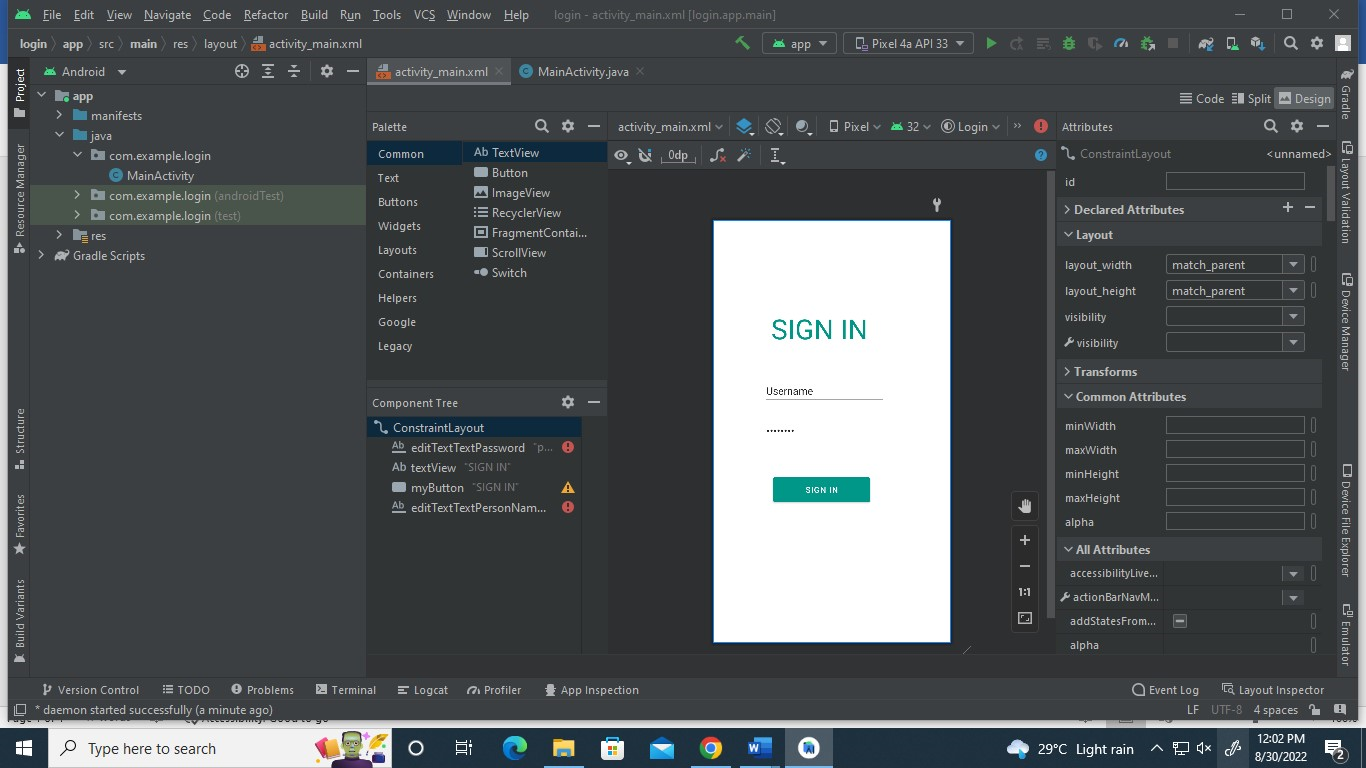 File Edit View Navigate Code Refactor Build Run Tools VCS Window Help login - activity_main.xml [login.app.main]
login app src main res layout activity_main.xml app Pixel 4a API 33
Project
Resource Manager
Structure
Favorites
Build Variants
Android
app
manifests
java
com.example.login
MainActivity
com.example.login (androidTest)
com.example.login (test)
res
Gradle Scripts
activity_main.xml MainActivity.java
Code Split Design
Palette
Common
Text
Buttons
Widgets
Layouts
Containers
Helpers
Google
Legacy
Ab TextView
Button
ImageView
RecyclerView
FragmentContai...
ScrollView
Switch
Component Tree
ConstraintLayout
Ab editTextTextPassword "p...
Ab textView "SIGN IN"
myButton "SIGN IN"
Ab editTextTextPersonNam...
activity_main.xml Pixel 32 Login
0dp
SIGN IN
Username
........
SIGN IN
1:1
Attributes
ConstraintLayout <unnamed>
id
Declared Attributes
Layout
layout_width match_parent
layout_height match_parent
visibility
visibility
Transforms
Common Attributes
minWidth
maxWidth
minHeight
maxHeight
alpha
All Attributes
accessibilityLive...
actionBarNavM...
addStatesFrom...
alpha
Gradle
Layout Validation
Device Manager
Device File Explorer
Emulator
Version Control TODO Problems Terminal Logcat Profiler App Inspection Event Log Layout Inspector
* daemon started successfully (a minute ago) LF UTF-8 4 spaces
Type here to search
29°C Light rain
12:02 PM
8/30/2022
2